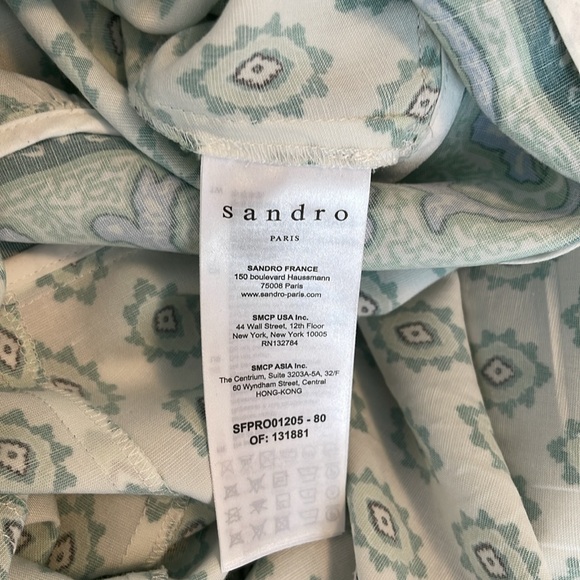 sandro
PARIS
SANDRO FRANCE
150 boulevard Haussmann
75008 Paris
www.sandro-paris.com
SMCP USA Inc.
44 Wall Street, 12th Floor
New York, New York 10005
RN132784
SMCP ASIA Inc.
The Centrium, Suite 3203A-5A, 32/F
60 Wyndham Street, Central
HONG-KONG
SFPRO01205 - 80
OF: 131881